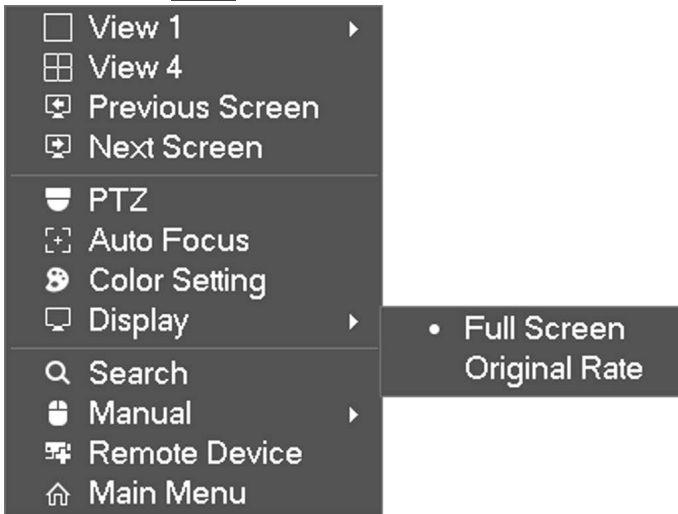 View 1
View 4
Previous Screen
Next Screen
PTZ
Auto Focus
Color Setting
Display
Full Screen
Original Rate
Search
Manual
Remote Device
Main Menu